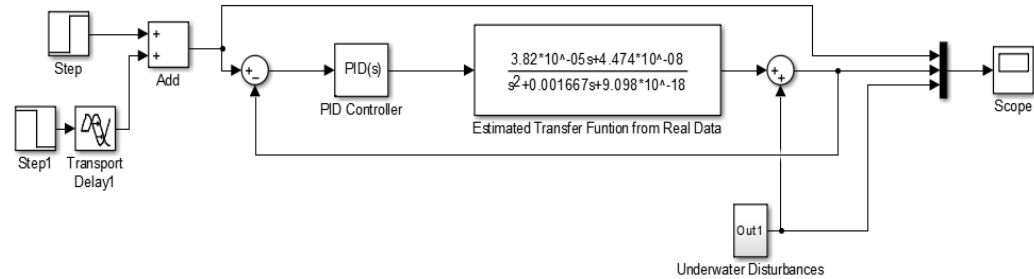 Step
+
+
Add
Step1
Transport
Delay1
+
−
PID(s)
PID Controller
3.82*10^-05s+4.474*10^-08
s²+0.001667s+9.098*10^-18
Estimated Transfer Funtion from Real Data
+
+
Scope
Out1
Underwater Disturbances